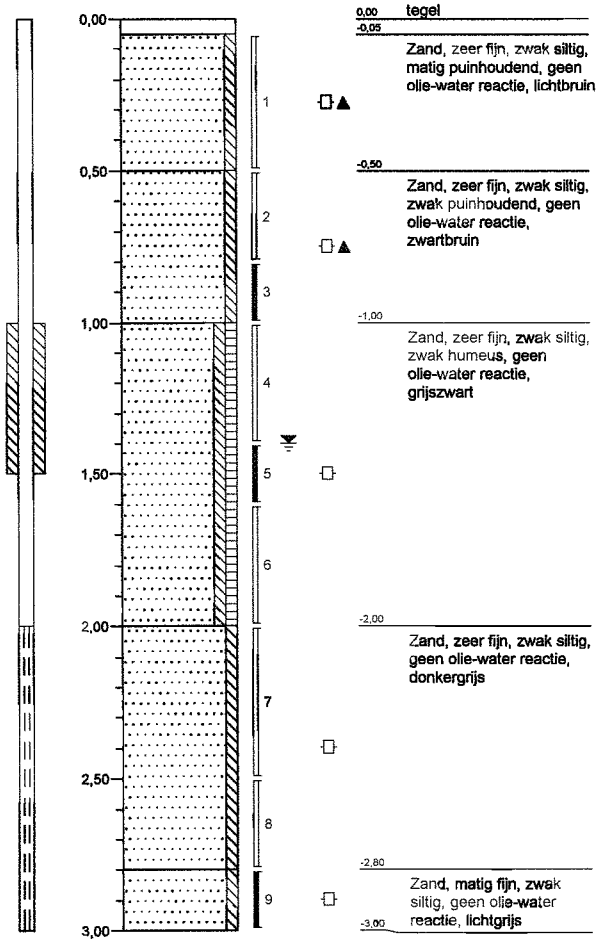 0,00
0,00 tegel
-0,05
Zand, zeer fijn, zwak siltig,
matig puinhoudend, geen
olie-water reactie, lichtbruin
1
0,50
-0,50
Zand, zeer fijn, zwak siltig,
zwak puinhoudend, geen
olie-water reactie,
zwartbruin
2
3
1,00
-1,00
Zand, zeer fijn, zwak siltig,
zwak humeus, geen
olie-water reactie,
grijszwart
4
1,50
5
6
2,00
-2,00
Zand, zeer fijn, zwak siltig,
geen olie-water reactie,
donkergrijs
7
2,50
8
-2,80
Zand, matig fijn, zwak
siltig, geen olie-water
reactie, lichtgrijs
9
3,00
-3,00